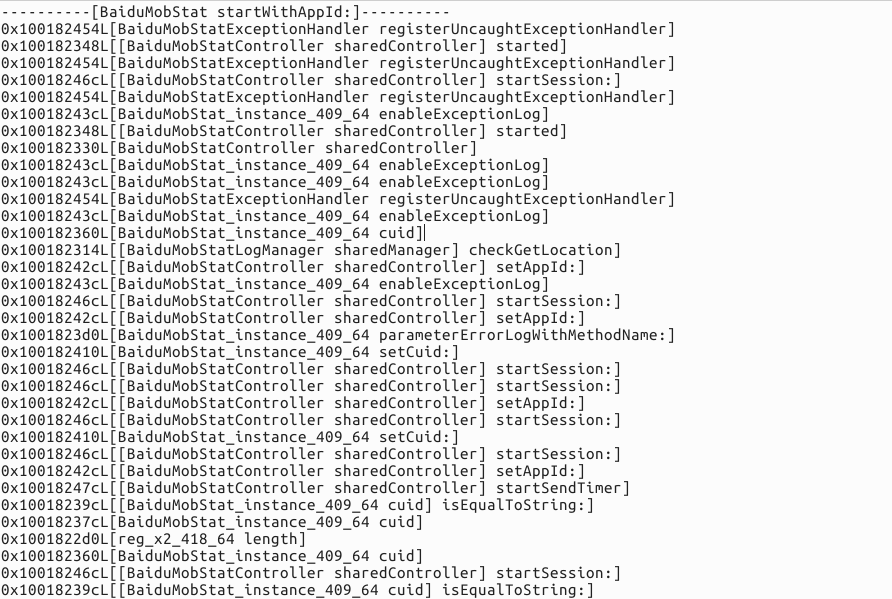 ----------[BaiduMobStat startWithAppId:]----------
0x100182454L[BaiduMobStatExceptionHandler registerUncaughtExceptionHandler]
0x100182348L[[BaiduMobStatController sharedController] started]
0x100182454L[BaiduMobStatExceptionHandler registerUncaughtExceptionHandler]
0x10018246cL[[BaiduMobStatController sharedController] startSession:]
0x100182454L[BaiduMobStatExceptionHandler registerUncaughtExceptionHandler]
0x10018243cL[BaiduMobStat_instance_409_64 enableExceptionLog]
0x100182348L[[BaiduMobStatController sharedController] started]
0x100182330L[BaiduMobStatController sharedController]
0x10018243cL[BaiduMobStat_instance_409_64 enableExceptionLog]
0x10018243cL[BaiduMobStat_instance_409_64 enableExceptionLog]
0x100182454L[BaiduMobStatExceptionHandler registerUncaughtExceptionHandler]
0x10018243cL[BaiduMobStat_instance_409_64 enableExceptionLog]
0x100182360L[BaiduMobStat_instance_409_64 cuid]
0x100182314L[[BaiduMobStatLogManager sharedManager] checkGetLocation]
0x10018242cL[[BaiduMobStatController sharedController] setAppId:]
0x10018243cL[BaiduMobStat_instance_409_64 enableExceptionLog]
0x10018246cL[[BaiduMobStatController sharedController] startSession:]
0x10018242cL[[BaiduMobStatController sharedController] setAppId:]
0x1001823d0L[BaiduMobStat_instance_409_64 parameterErrorLogWithMethodName:]
0x100182410L[BaiduMobStat_instance_409_64 setCuid:]
0x10018246cL[[BaiduMobStatController sharedController] startSession:]
0x10018246cL[[BaiduMobStatController sharedController] startSession:]
0x10018242cL[[BaiduMobStatController sharedController] setAppId:]
0x10018246cL[[BaiduMobStatController sharedController] startSession:]
0x100182410L[BaiduMobStat_instance_409_64 setCuid:]
0x10018246cL[[BaiduMobStatController sharedController] startSession:]
0x10018242cL[[BaiduMobStatController sharedController] setAppId:]
0x10018247cL[[BaiduMobStatController sharedController] startSendTimer]
0x10018239cL[[BaiduMobStat_instance_409_64 cuid] isEqualToString:]
0x10018237cL[BaiduMobStat_instance_409_64 cuid]
0x1001822d0L[reg_x2_418_64 length]
0x100182360L[BaiduMobStat_instance_409_64 cuid]
0x10018246cL[[BaiduMobStatController sharedController] startSession:]
0x10018239cL[[BaiduMobStat_instance_409_64 cuid] isEqualToString:]